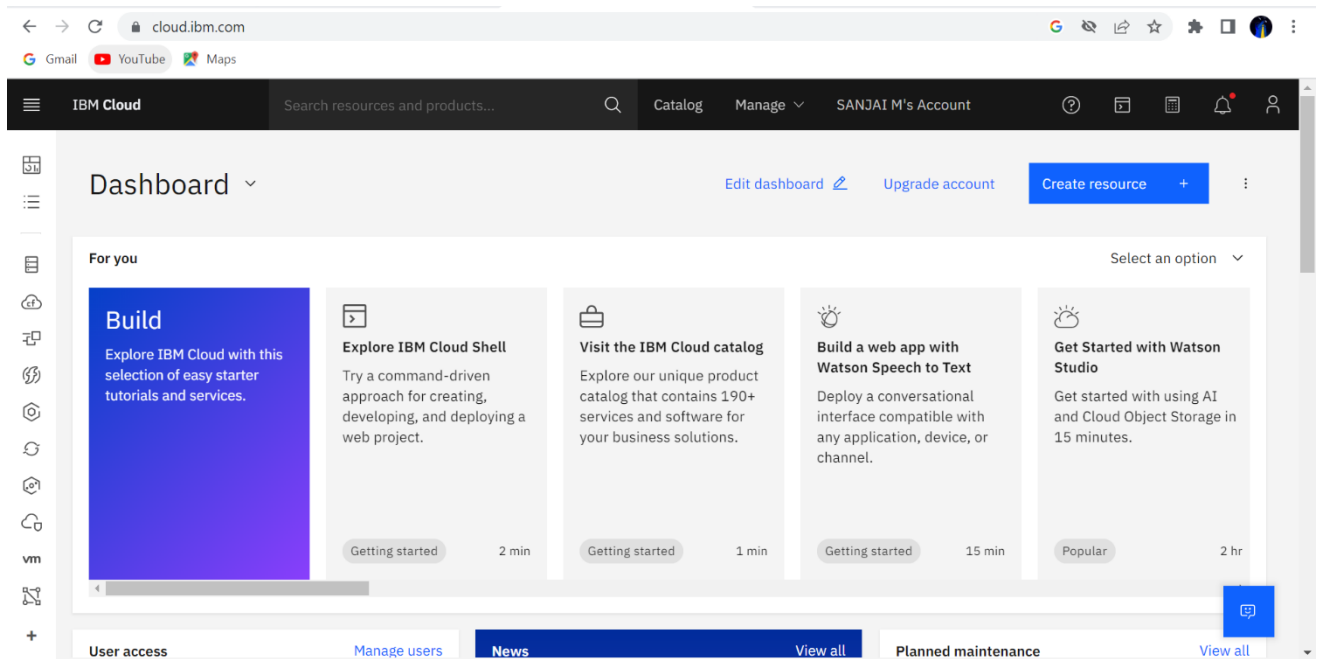 cloud.ibm.com
Gmail YouTube Maps
IBM Cloud Search resources and products... Catalog Manage SANJAI M's Account
Dashboard Edit dashboard Upgrade account Create resource +
For you Select an option
Build
Explore IBM Cloud with this
selection of easy starter
tutorials and services.
Explore IBM Cloud Shell
Try a command-driven
approach for creating,
developing, and deploying a
web project.
Getting started 2 min
Visit the IBM Cloud catalog
Explore our unique product
catalog that contains 190+
services and software for
your business solutions.
Getting started 1 min
Build a web app with
Watson Speech to Text
Deploy a conversational
interface compatible with
any application, device, or
channel.
Getting started 15 min
Get Started with Watson
Studio
Get started with using AI
and Cloud Object Storage in
15 minutes.
Popular 2 hr
cf
vm
User access Manage users News View all Planned maintenance View all